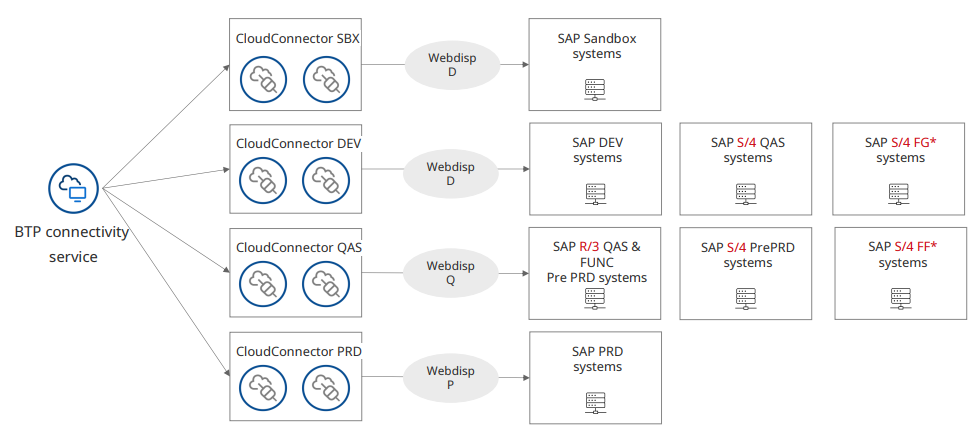 CloudConnector SBX
Webdisp
D
SAP Sandbox
systems
CloudConnector DEV
Webdisp
D
SAP DEV
systems
SAP S/4 QAS
systems
SAP S/4 FG*
systems
BTP connectivity
service
CloudConnector QAS
Webdisp
Q
SAP R/3 QAS &
FUNC
Pre PRD systems
SAP S/4 PrePRD
systems
SAP S/4 FF*
systems
CloudConnector PRD
Webdisp
P
SAP PRD
systems